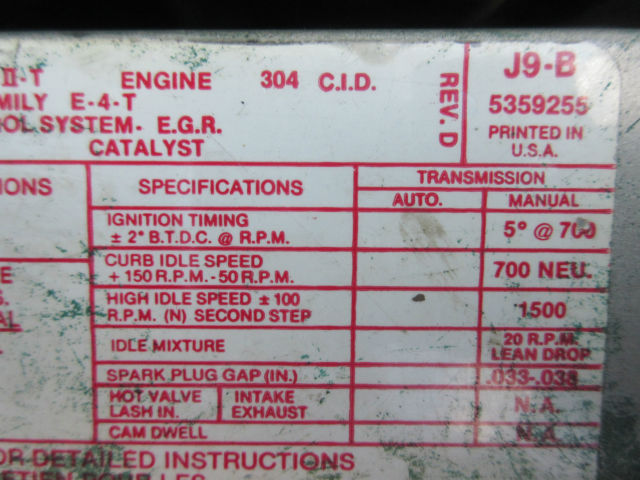 II-T ENGINE 304 C.I.D.
MILY E-4-T
OL SYSTEM- E.G.R.
CATALYST
REV. D
J9-B
5359255
PRINTED IN
U.S.A.
IONS SPECIFICATIONS TRANSMISSION
AUTO. MANUAL
IGNITION TIMING
± 2° B.T.D.C. @ R.P.M. 5° @ 700
CURB IDLE SPEED
+ 150 R.P.M. - 50 R.P.M. 700 NEU.
HIGH IDLE SPEED ± 100
R.P.M. (N) SECOND STEP 1500
IDLE MIXTURE 20 R.P.M.
LEAN DROP
SPARK PLUG GAP (IN.) .033-.038
HOT VALVE INTAKE
LASH IN. EXHAUST N.A.
CAM DWELL N.A.
OR DETAILED INSTRUCTIONS